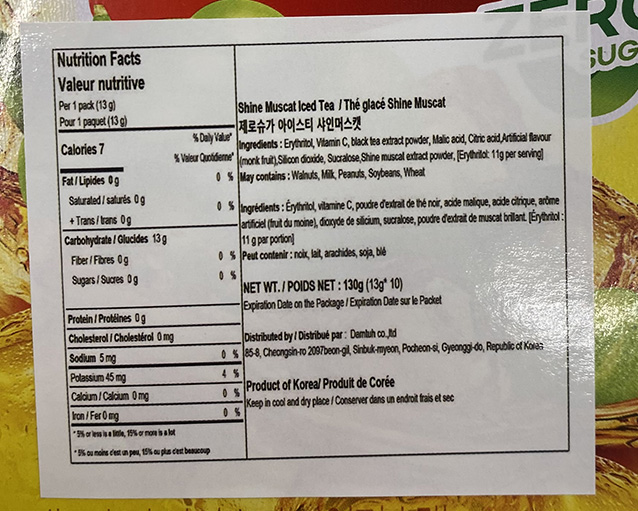 ZERO
SUG
Nutrition Facts
Valeur nutritive
Per 1 pack (13 g)
Pour 1 paquet (13 g)
% Daily Value*
Calories 7
% Valeur Quotidienne*
Fat / Lipides 0 g 0 %
Saturated / saturés 0 g 0 %
+ Trans / trans 0 g
Carbohydrate / Glucides 13 g
Fiber / Fibres 0 g 0 %
Sugars / Sucres 0 g 0 %
Protein / Protéines 0 g
Cholesterol / Cholestérol 0 mg
Sodium 5 mg 0 %
Potassium 45 mg 4 %
Calcium / Calcium 0 mg 0 %
Iron / Fer 0 mg 0 %
* 5% or less is a little, 15% or more is a lot
* 5% ou moins c'est un peu, 15% ou plus c'est beaucoup
Shine Muscat Iced Tea / Thé glacé Shine Muscat
제로슈가 아이스티 샤인머스캣
Ingredients : Erythritol, Vitamin C, black tea extract powder, Malic acid, Citric acid,Artificial flavour
(monk fruit),Silicon dioxide, Sucralose,Shine muscat extract powder, [Erythritol: 11g per serving]
May contains : Walnuts, Milk, Peanuts, Soybeans, Wheat
Ingrédients : Érythritol, vitamine C, poudre d'extrait de thé noir, acide malique, acide citrique, arôme
artificiel (fruit du moine), dioxyde de silicium, sucralose, poudre d'extrait de muscat brillant. [Érythritol :
11 g par portion]
Peut contenir : noix, lait, arachides, soja, blé
NET WT. / POIDS NET : 130g (13g* 10)
Expiration Date on the Package / Expiration Date sur le Packet
Distributed by / Distribué par : Damtuh co.,ltd
85-8, Cheongsin-ro 2097beon-gil, Sinbuk-myeon, Pocheon-si, Gyeonggi-do, Republic of Korea
Product of Korea/ Produit de Corée
Keep in cool and dry place / Conserver dans un endroit frais et sec